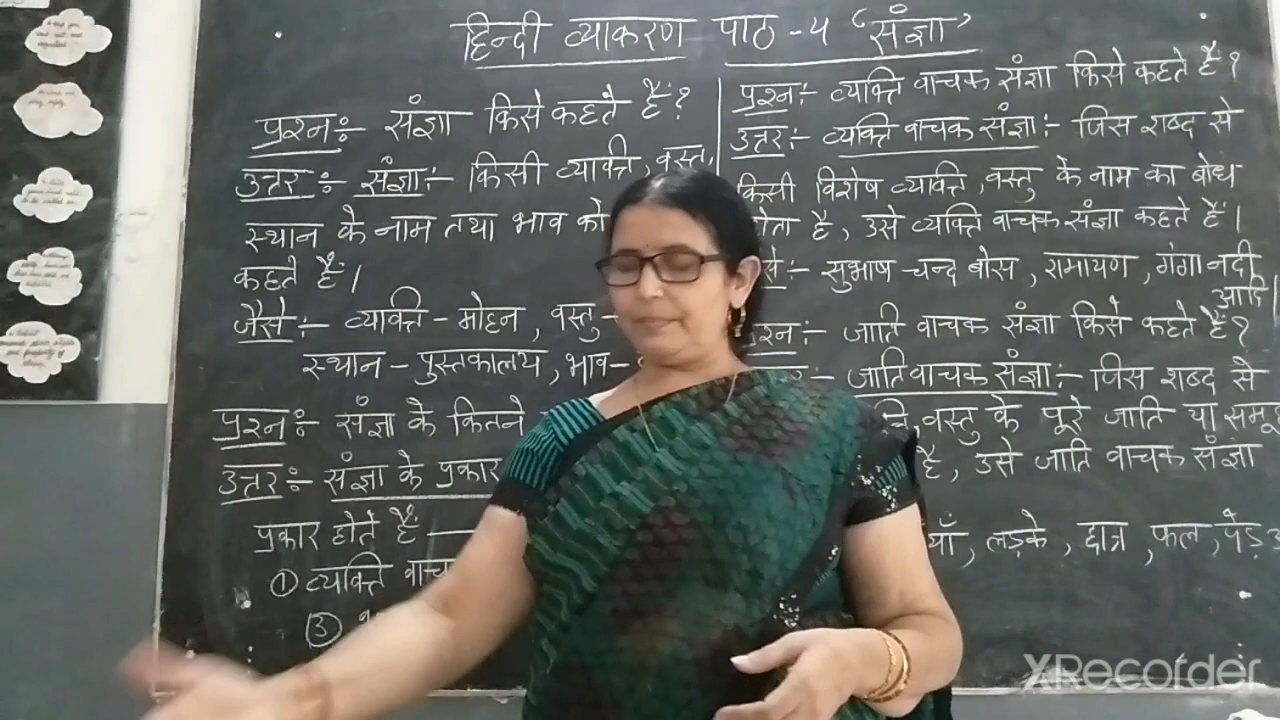 हिन्दी व्याकरण पाठ - ५ ‘संज्ञा’
प्रश्न :- संज्ञा किसे कहते हैं ?
उत्तर :- संज्ञा :- किसी व्यक्ति , वस्तु,
स्थान के नाम तथा भाव को
कहते हैं ।
जैसे :- व्यक्ति - मोहन , वस्तु -
स्थान - पुस्तकालय , भाव -
प्रश्न :- संज्ञा के कितने
उत्तर :- संज्ञा के प्रकार
प्रकार होते हैं —
① व्यक्ति वाच
③
प्रश्न :- व्यक्ति वाचक संज्ञा किसे कहते हैं ?
उत्तर :- व्यक्ति वाचक संज्ञा :- जिस शब्द से
किसी विशेष व्यक्ति , वस्तु के नाम का बोध
होता है , उसे व्यक्ति वाचक संज्ञा कहते हैं ।
से :- सुभाष चन्द्र बोस , रामायण , गंगा नदी
आदि ।
प्रश्न :- जाति वाचक संज्ञा किसे कहते हैं ?
:- जातिवाचक संज्ञा :- जिस शब्द से
वस्तु के पूरे जाति या समू
है , उसे जाति वाचक संज्ञा
याँ , लड़के , छात्र , फल , पेड़
XRecorder